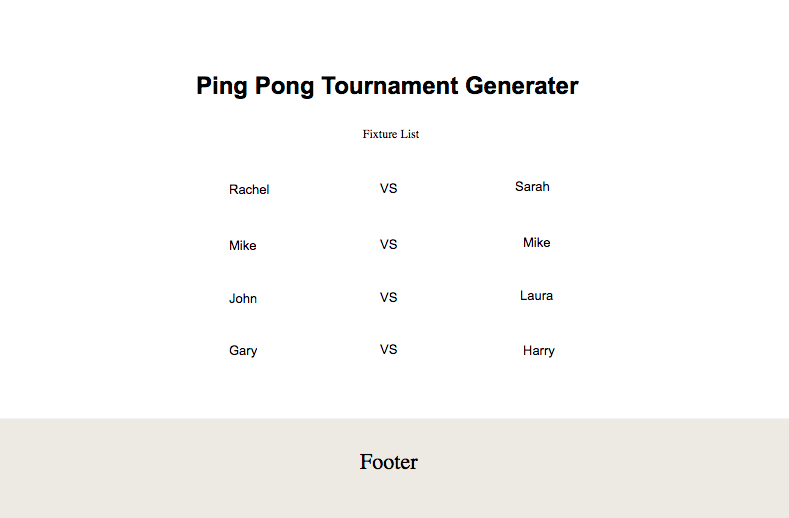 Ping Pong Tournament Generater
Fixture List
Rachel VS Sarah
Mike VS Mike
John VS Laura
Gary VS Harry
Footer